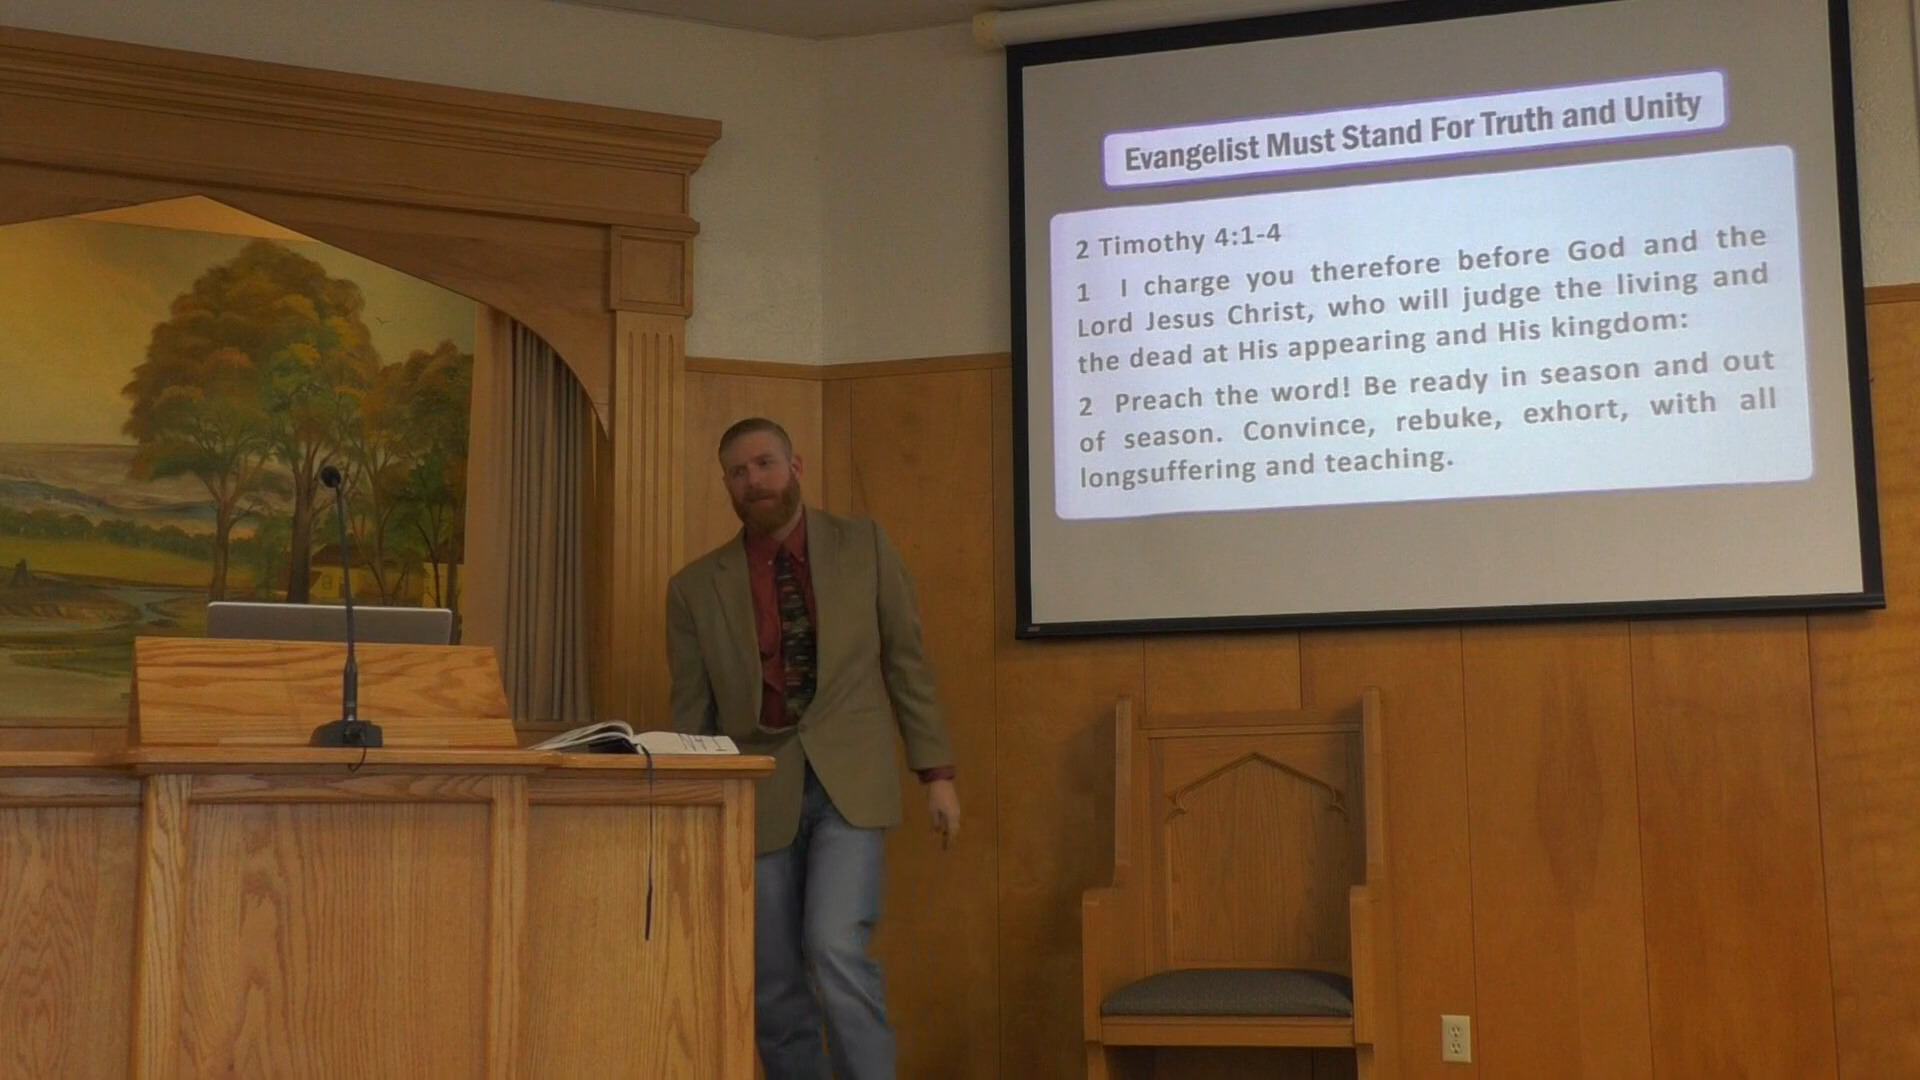 Evangelist Must Stand For Truth and Unity
2 Timothy 4:1-4
1 I charge you therefore before God and the
Lord Jesus Christ, who will judge the living and
the dead at His appearing and His kingdom:
2 Preach the word! Be ready in season and out
of season. Convince, rebuke, exhort, with all
longsuffering and teaching.